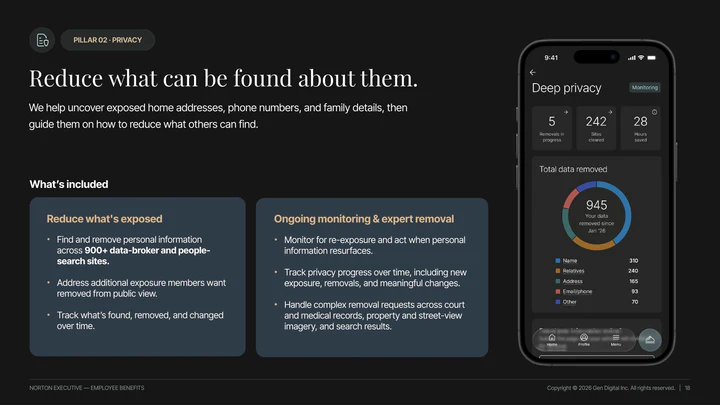 PILLAR 02 · PRIVACY
Reduce what can be found about them.
We help uncover exposed home addresses, phone numbers, and family details, then
guide them on how to reduce what others can find.
What's included
Reduce what's exposed
• Find and remove personal information
across 900+ data-broker and people-
search sites.
• Address additional exposure members want
removed from public view.
• Track what's found, removed, and changed
over time.
Ongoing monitoring & expert removal
• Monitor for re-exposure and act when personal
information resurfaces.
• Track privacy progress over time, including new
exposure, removals, and meaningful changes.
• Handle complex removal requests across court
and medical records, property and street-view
imagery, and search results.
9:41
Deep privacy
Monitoring
5
Removals in
progress
242
Sites
cleared
28
Hours
saved
Total data removed
945
Your data
removed since
Jan '26
Name 310
Relatives 240
Address 165
Email/phone 93
Other 70
Home
Profile
Menu
NORTON EXECUTIVE — EMPLOYEE BENEFITS
Copyright © 2026 Gen Digital Inc. All rights reserved. | 18